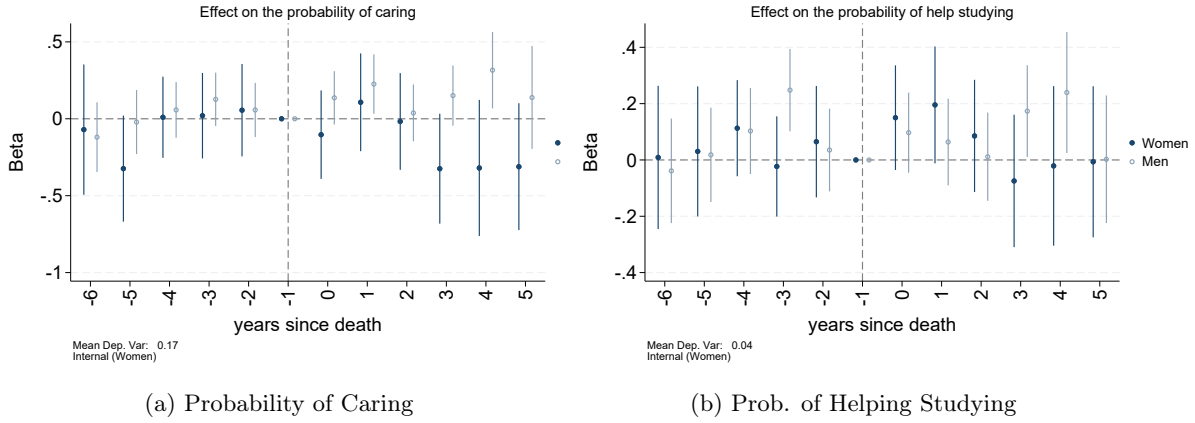 Effect on the probability of caring
.5
0
-.5
-1
Beta
-6 -5 -4 -3 -2 -1 0 1 2 3 4 5
years since death
Mean Dep. Var: 0.17
Internal (Women)
(a) Probability of Caring
Effect on the probability of help studying
.4
.2
0
-.2
-.4
Beta
-6 -5 -4 -3 -2 -1 0 1 2 3 4 5
years since death
Women
Men
Mean Dep. Var: 0.04
Internal (Women)
(b) Prob. of Helping Studying